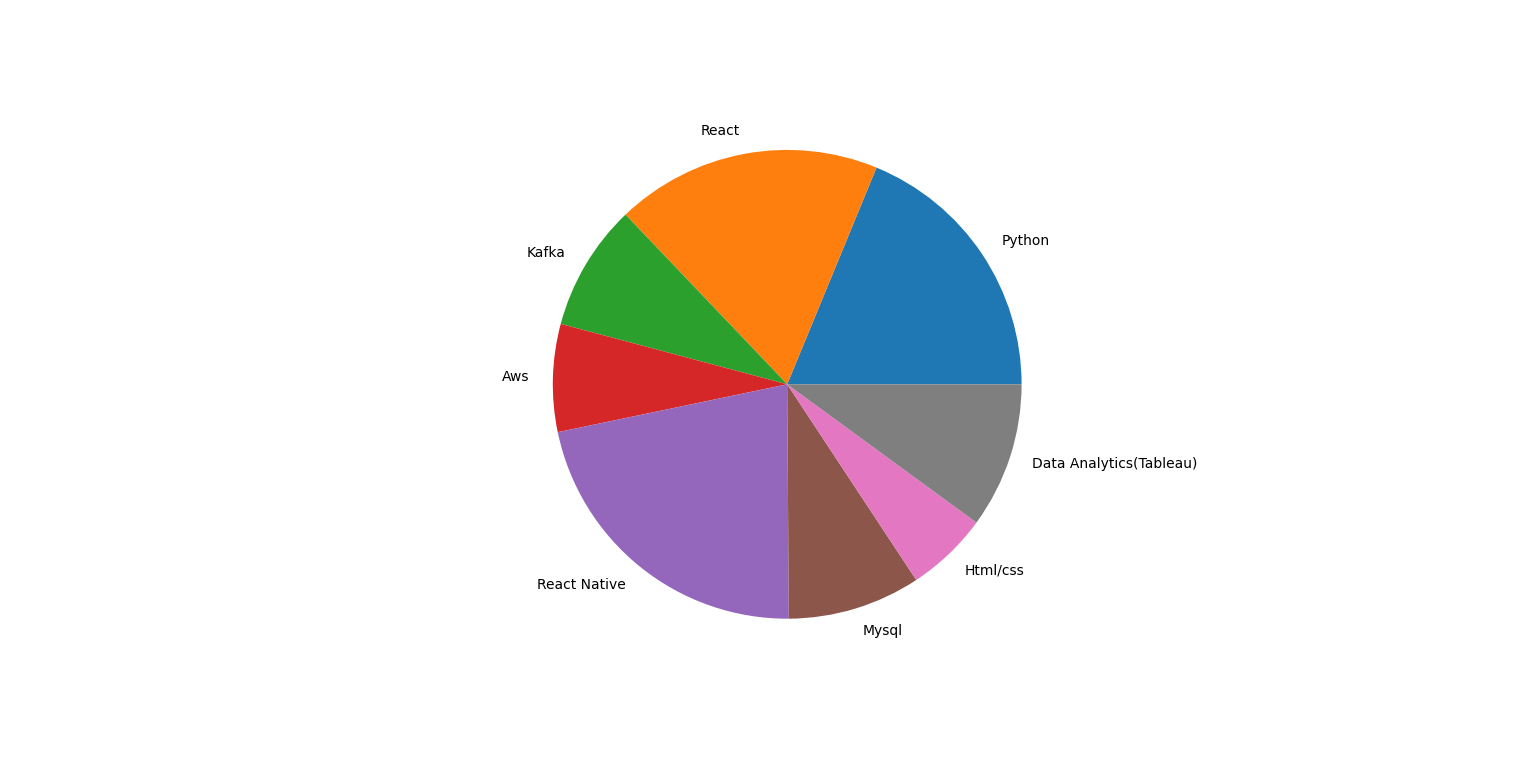 React
Python
Kafka
Aws
Data Analytics(Tableau)
Html/css
React Native
Mysql